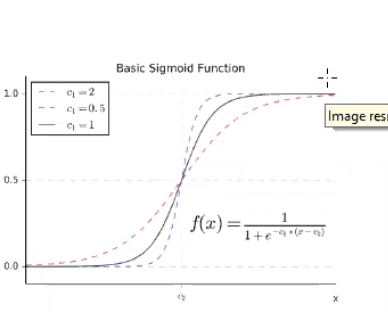 Basic Sigmoid Function
c₁ = 2
c₁ = 0.5
c₁ = 1
1.0
Image res
0.5
f(x) = 1 / (1 + e^{-c₁*(x-c₂)})
0.0
c₂
x